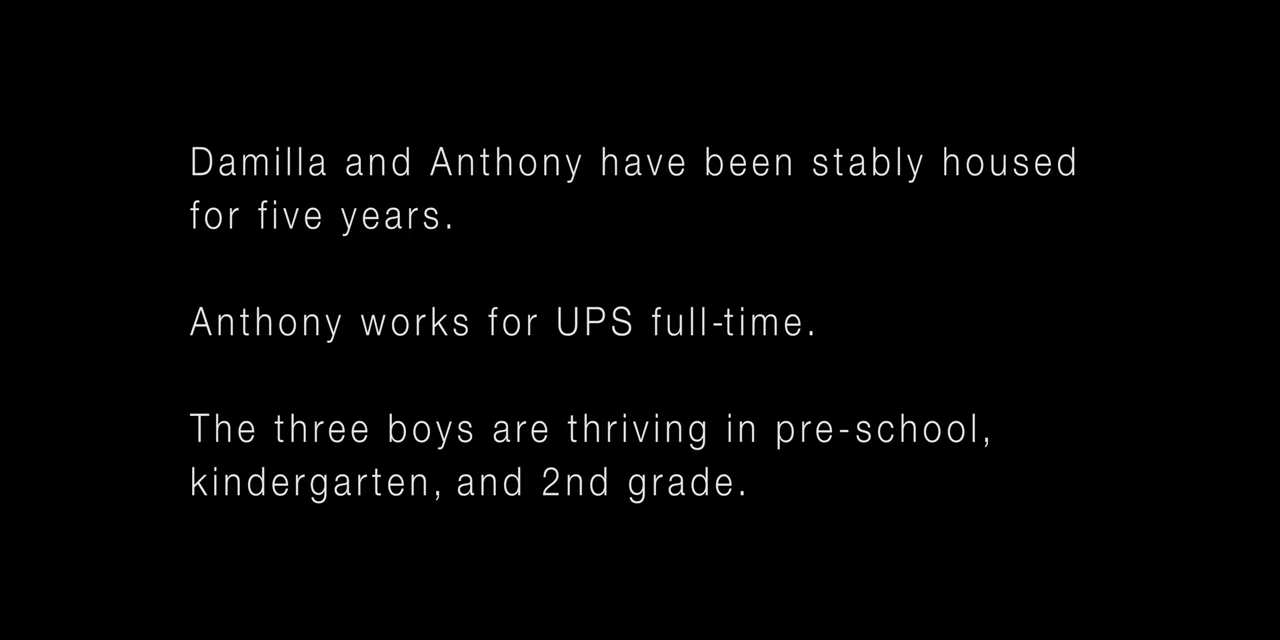 Damilla and Anthony have been stably housed
for five years.
Anthony works for UPS full-time.
The three boys are thriving in pre-school,
kindergarten, and 2nd grade.